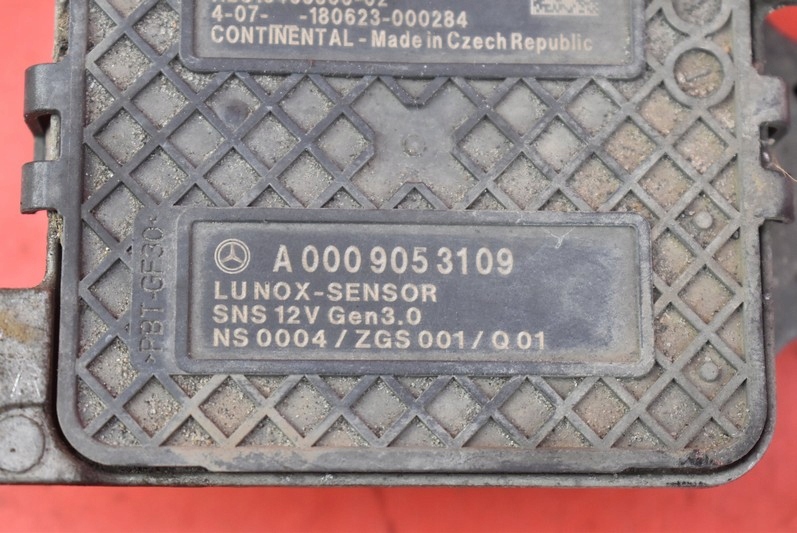 4-07- -180623-000284
CONTINENTAL - Made in Czech Republic
>PBT-GF30<
A 000 905 3109
LU NOX-SENSOR
SNS 12V Gen3.0
NS 0004 / ZGS 001 / Q 01